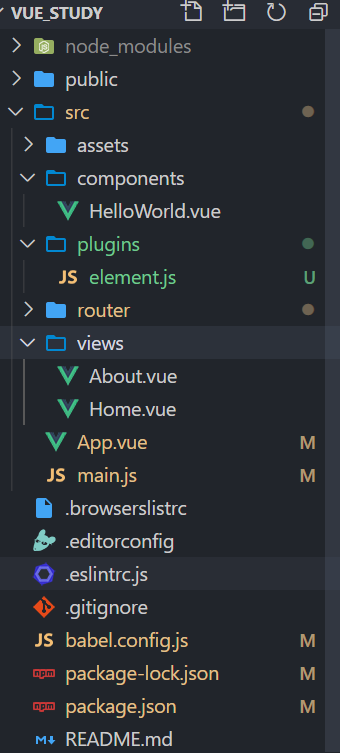 VUE_STUDY
node_modules
public
src
assets
components
HelloWorld.vue
plugins
JS element.js U
router
views
About.vue
Home.vue
App.vue M
JS main.js M
.browserslistrc
.editorconfig
.eslintrc.js
.gitignore
JS babel.config.js M
npm package-lock.json M
npm package.json M
README.md